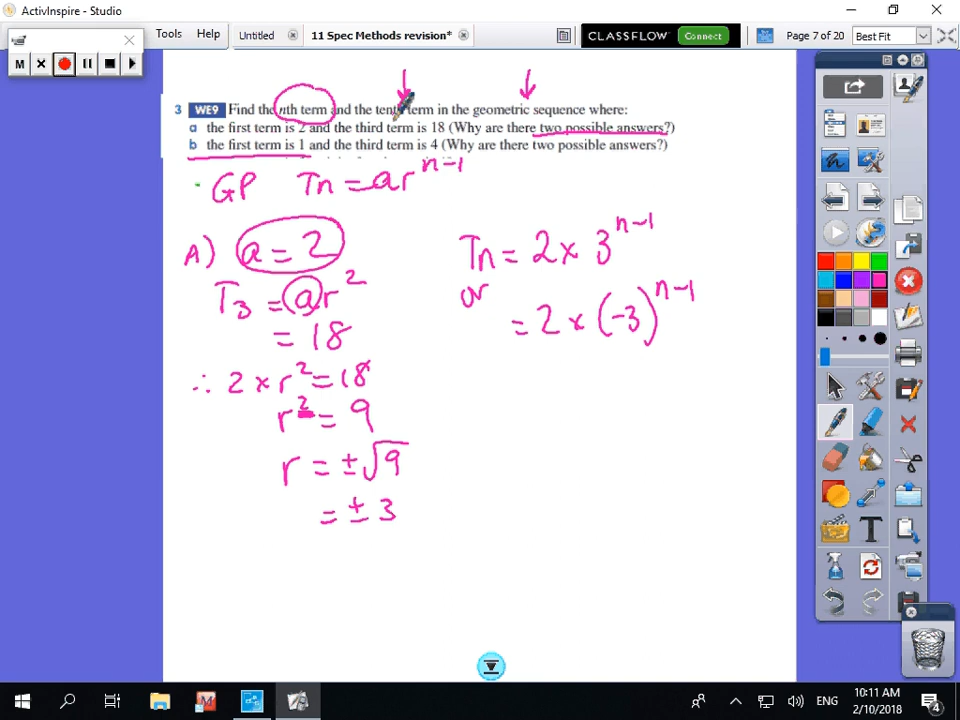 ActivInspire - Studio
Tools Help Untitled 11 Spec Methods revision* CLASSFLOW Connect Page 7 of 20 Best Fit
M
3 WE9 Find the nth term and the tenth term in the geometric sequence where:
a the first term is 2 and the third term is 18 (Why are there two possible answers?)
b the first term is 1 and the third term is 4 (Why are there two possible answers?)
GP Tn = ar^n-1
A) a = 2
T3 = ar^2
= 18
∴ 2 × r^2 = 18
r^2 = 9
r = ±√9
= ±3
Tn = 2 × 3^n-1
or
= 2 × (-3)^n-1
T
ENG 10:11 AM
2/10/2018
4